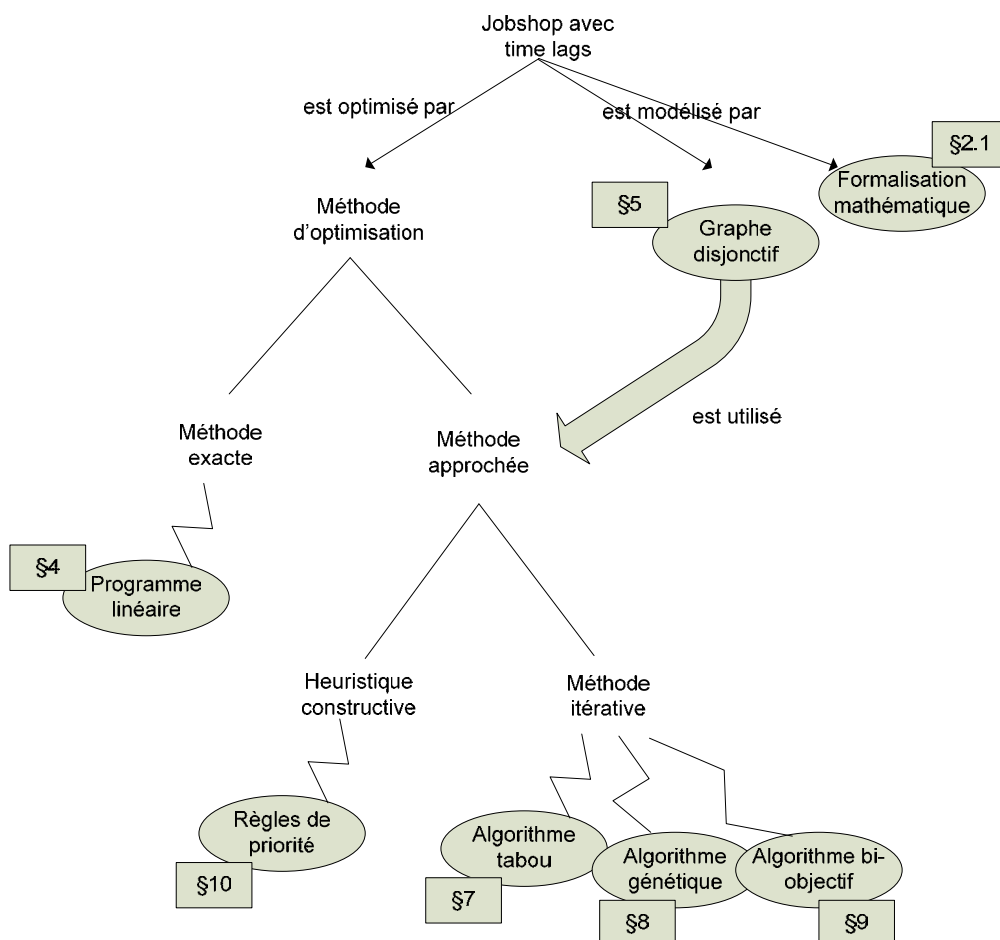 Jobshop avec
time lags
est optimisé par
est modélisé par
§2.1
Formalisation
mathématique
§5
Graphe
disjonctif
Méthode
d'optimisation
est utilisé
Méthode
exacte
Méthode
approchée
§4
Programme
linéaire
Heuristique
constructive
Méthode
itérative
Règles de
priorité
§10
Algorithme
tabou
§7
Algorithme
génétique
§8
Algorithme bi-
objectif
§9